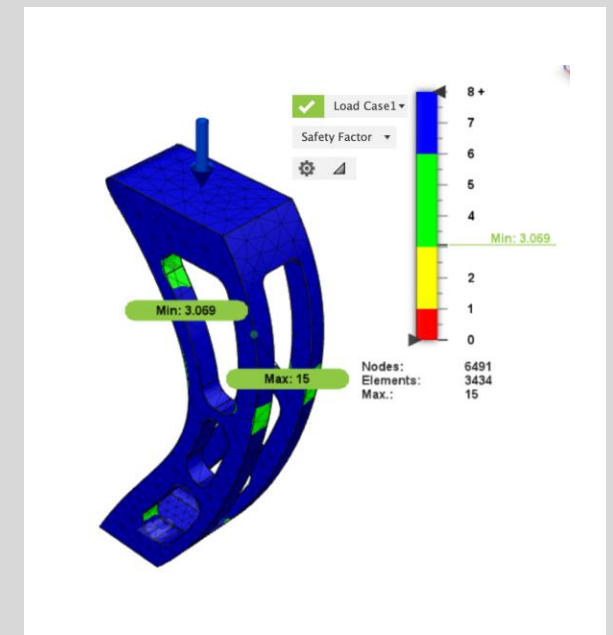 Load Case1
Safety Factor
8 +
7
6
5
4
Min: 3.069
2
1
0
Min: 3.069
Max: 15
Nodes: 6491
Elements: 3434
Max.: 15